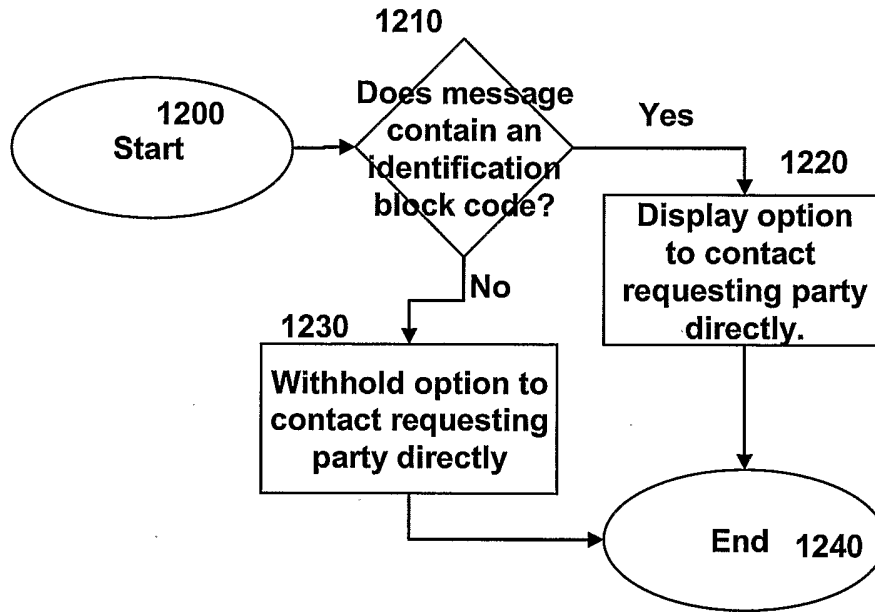 1210
1200
Start
Does message
contain an
identification
block code?
Yes
1220
Display option
to contact
requesting party
directly.
No
1230
Withhold option to
contact requesting
party directly
End
1240